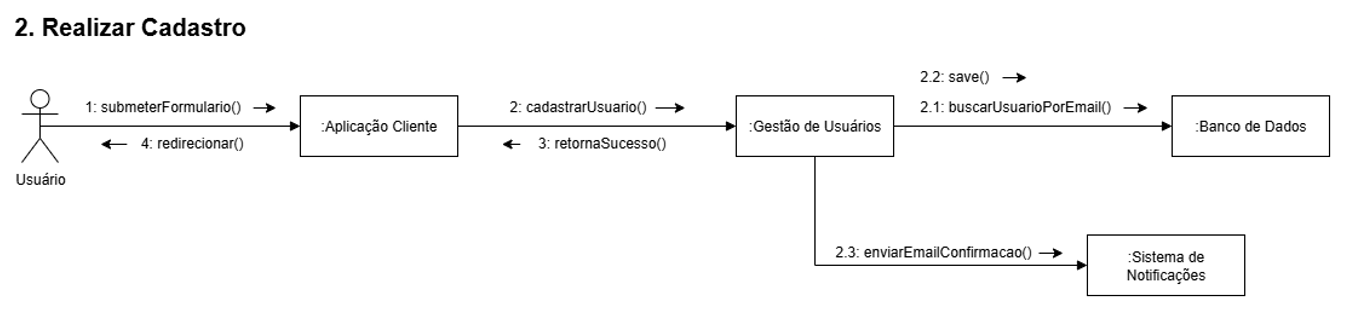 2. Realizar Cadastro
2.2: save()
1: submeterFormulario()
2: cadastrarUsuario()
2.1: buscarUsuarioPorEmail()
:Aplicação Cliente
:Gestão de Usuários
:Banco de Dados
4: redirecionar()
3: retornaSucesso()
Usuário
2.3: enviarEmailConfirmacao()
:Sistema de
Notificações